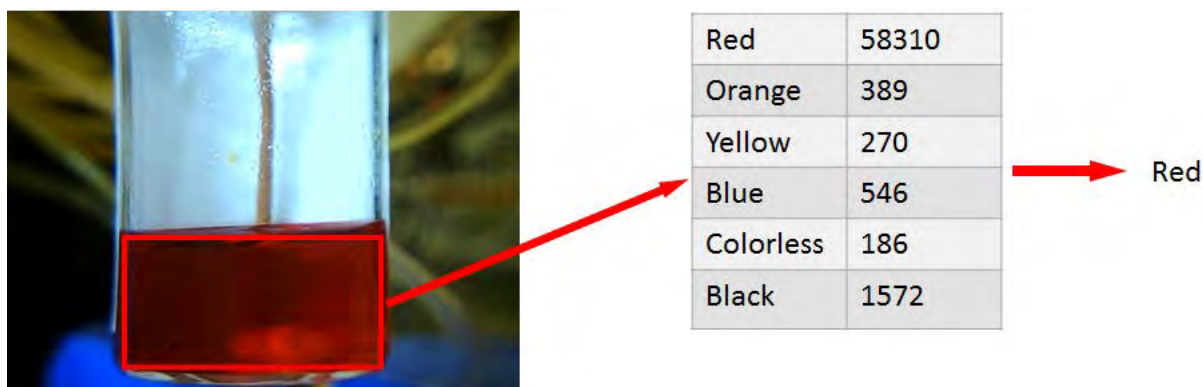 Red 58310
Orange 389
Yellow 270
Blue 546
Colorless 186
Black 1572
Red